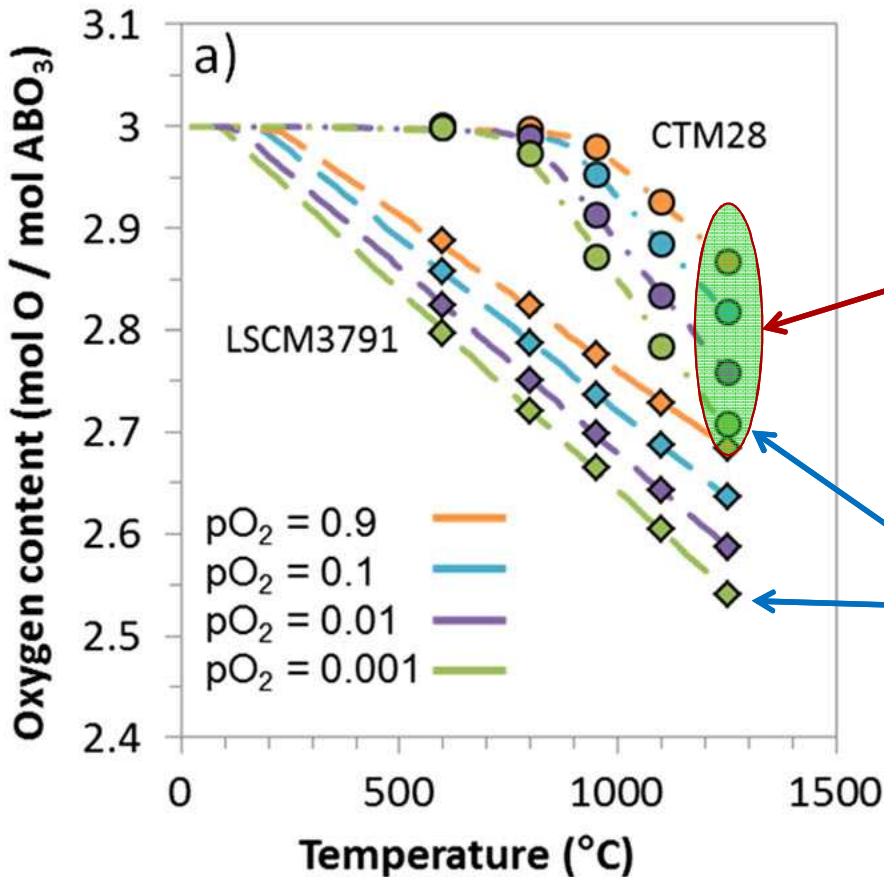 Oxygen content (mol O / mol ABO₃)
3.1
3
2.9
2.8
2.7
2.6
2.5
2.4
a)
CTM28
LSCM3791
pO₂ = 0.9
pO₂ = 0.1
pO₂ = 0.01
pO₂ = 0.001
0
500
1000
1500
Temperature (°C)